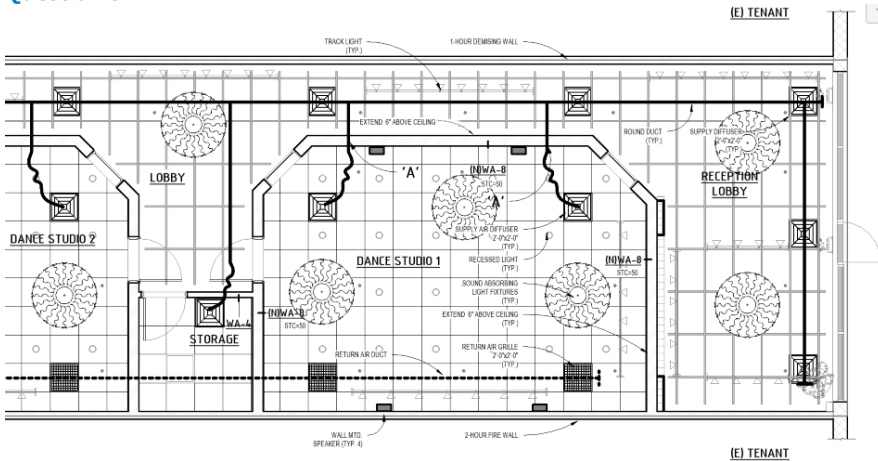 (E) TENANT
TRACK LIGHT
(TYP.)
1-HOUR DEMISING WALL
EXTEND 6" ABOVE CEILING
ROUND DUCT
(TYP.)
SUPPLY DIFFUSER
2'-0"x2'-0"
(TYP.)
LOBBY
'A'
(N)WA-8
STC=50
'A'
RECEPTION
LOBBY
DANCE STUDIO 2
DANCE STUDIO 1
SUPPLY AIR DIFFUSER
2'-0"x2'-0"
(TYP.)
RECESSED LIGHT
(TYP.)
(N)WA-8
STC=50
SOUND ABSORBING
LIGHT FIXTURES
(TYP.)
EXTEND 6" ABOVE CEILING
(TYP.)
(N)WA-8
STC=50
WA-4
STORAGE
RETURN AIR DUCT
RETURN AIR GRILLE
2'-0"x2'-0"
(TYP.)
WALL MTD.
SPEAKER (TYP. 4)
2-HOUR FIRE WALL
(E) TENANT